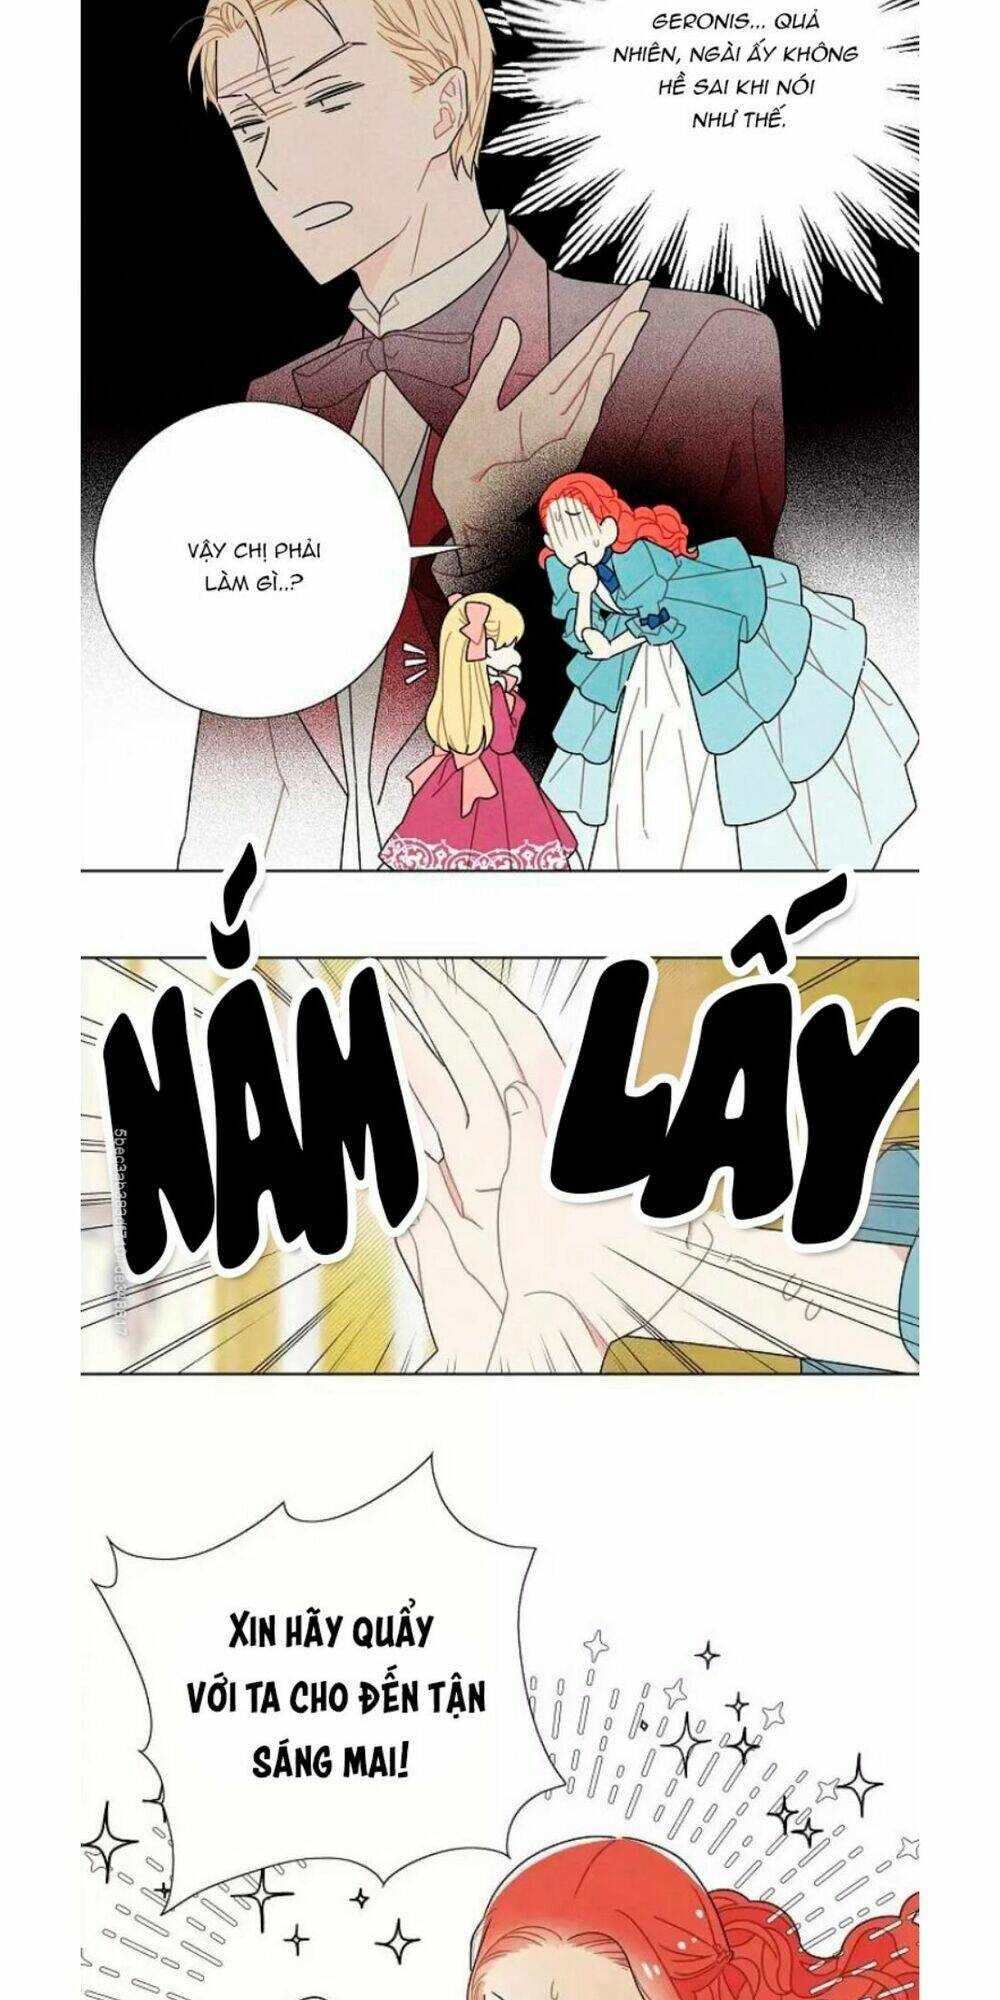 GERONIS... QUẢ
NHIÊN, NGÀI ẤY KHÔNG
HỀ SAI KHI NÓI
NHƯ THẾ.
VẬY CHỊ PHẢI
LÀM GÌ..?
NẮM LẤY
XIN HÃY QUẨY
VỚI TA CHO ĐẾN TẬN
SÁNG MAI!